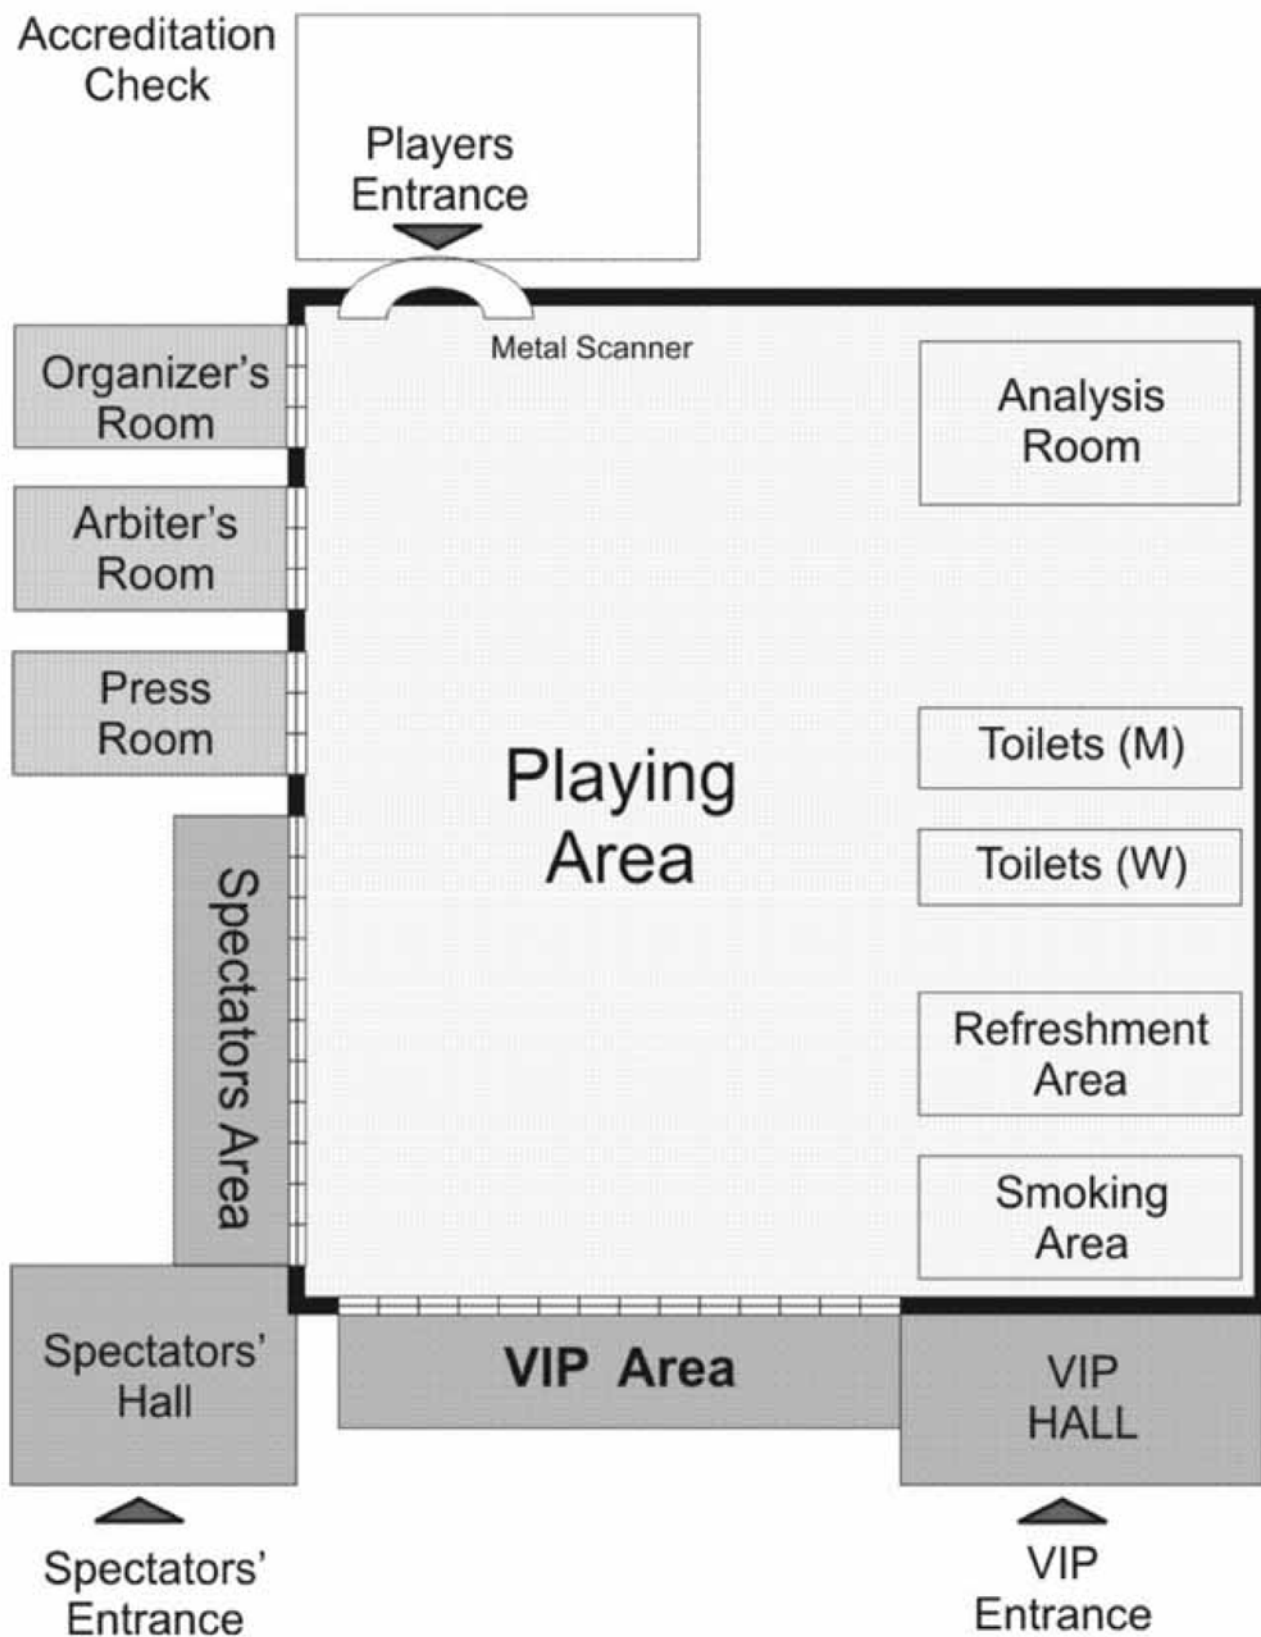 Accreditation
Check
Players
Entrance
Metal Scanner
Organizer's
Room
Analysis
Room
Arbiter's
Room
Press
Room
Toilets (M)
Playing
Area
Toilets (W)
Spectators Area
Refreshment
Area
Smoking
Area
Spectators'
Hall
VIP Area
VIP
HALL
Spectators'
Entrance
VIP
Entrance